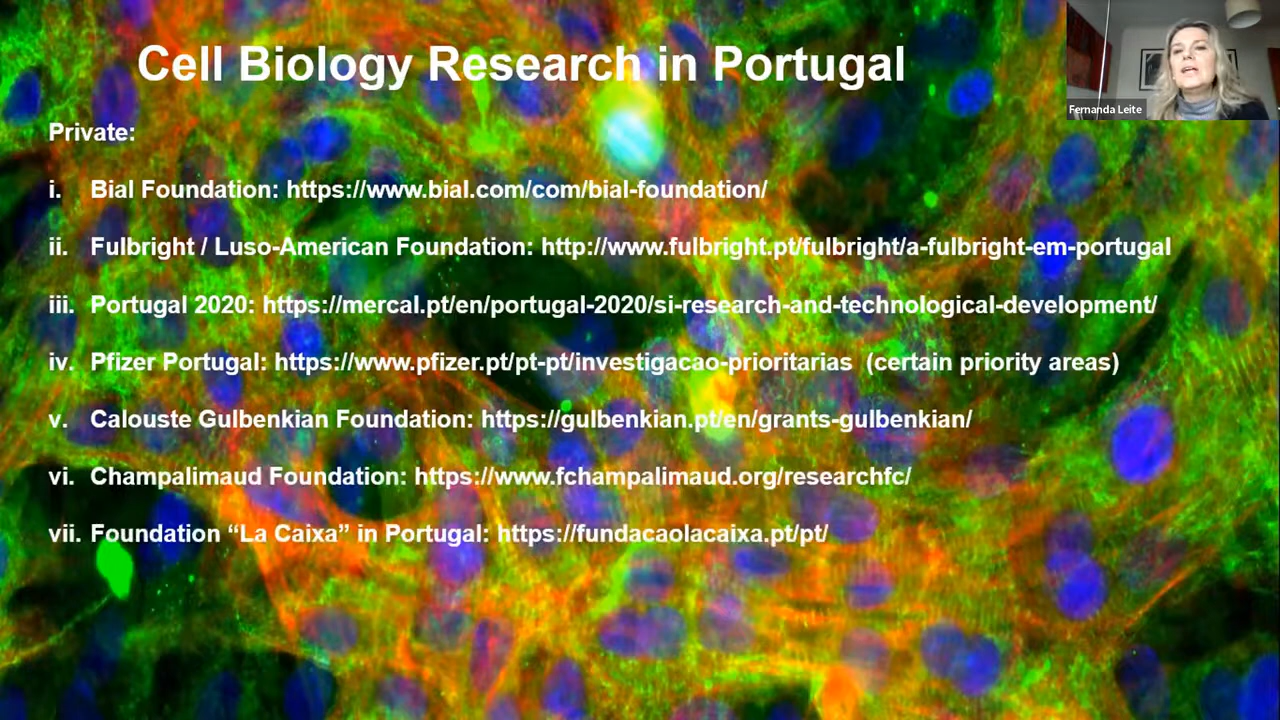 Cell Biology Research in Portugal
Fernanda Leite
Private:
i. Bial Foundation: https://www.bial.com/com/bial-foundation/
ii. Fulbright / Luso-American Foundation: http://www.fulbright.pt/fulbright/a-fulbright-em-portugal
iii. Portugal 2020: https://mercal.pt/en/portugal-2020/si-research-and-technological-development/
iv. Pfizer Portugal: https://www.pfizer.pt/pt-pt/investigacao-prioritarias (certain priority areas)
v. Calouste Gulbenkian Foundation: https://gulbenkian.pt/en/grants-gulbenkian/
vi. Champalimaud Foundation: https://www.fchampalimaud.org/researchfc/
vii. Foundation “La Caixa” in Portugal: https://fundacaolacaixa.pt/pt/